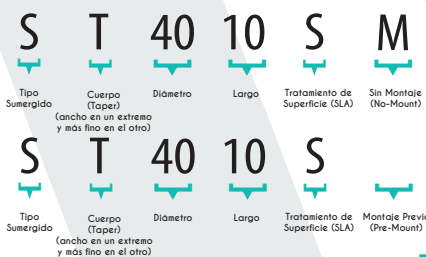 S T 40 10 S M
Tipo Sumergido
Cuerpo (Taper) (ancho en un extremo y más fino en el otro)
Diámetro
Largo
Tratamiento de Superficie (SLA)
Sin Montaje (No-Mount)
S T 40 10 S
Tipo Sumergido
Cuerpo (Taper) (ancho en un extremo y más fino en el otro)
Diámetro
Largo
Tratamiento de Superficie (SLA)
Montaje Previ
(Pre-Mount)